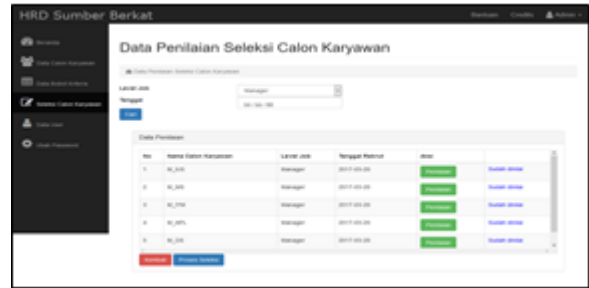 HRD Sumber Berkat
Bantuan Credits Admin
Beranda
Data Calon Karyawan
Data Bobot Kriteria
Seleksi Calon Karyawan
Data User
Ubah Password
Data Penilaian Seleksi Calon Karyawan
Data Penilaian Seleksi Calon Karyawan
Level Job Manager
Tanggal
Cari
Data Penilaian
No Nama Calon Karyawan Level Job Tanggal Rekrut Aksi
1 Manager 2017-03-20 Penilaian Sudah dinilai
2 Manager 2017-03-20 Penilaian Sudah dinilai
3 Manager 2017-03-20 Penilaian Sudah dinilai
4 Manager 2017-03-20 Penilaian Sudah dinilai
5 Manager 2017-03-20 Penilaian Sudah dinilai
Kembali Proses Seleksi